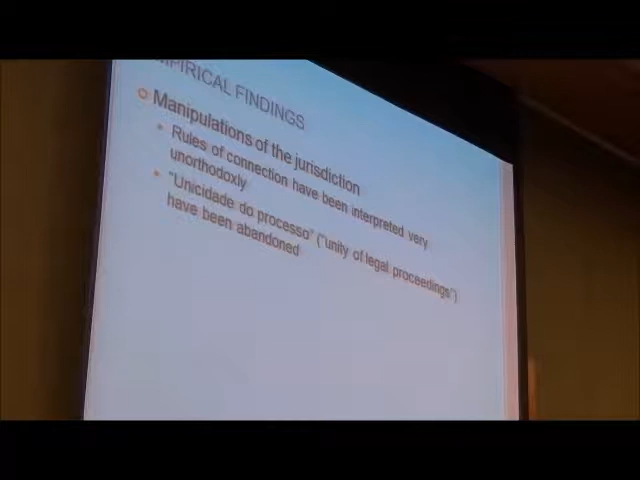 EMPIRICAL FINDINGS
Manipulations of the jurisdiction
Rules of connection have been interpreted very
unorthodoxly
"Unicidade do processo" ("unity of legal proceedings")
have been abandoned